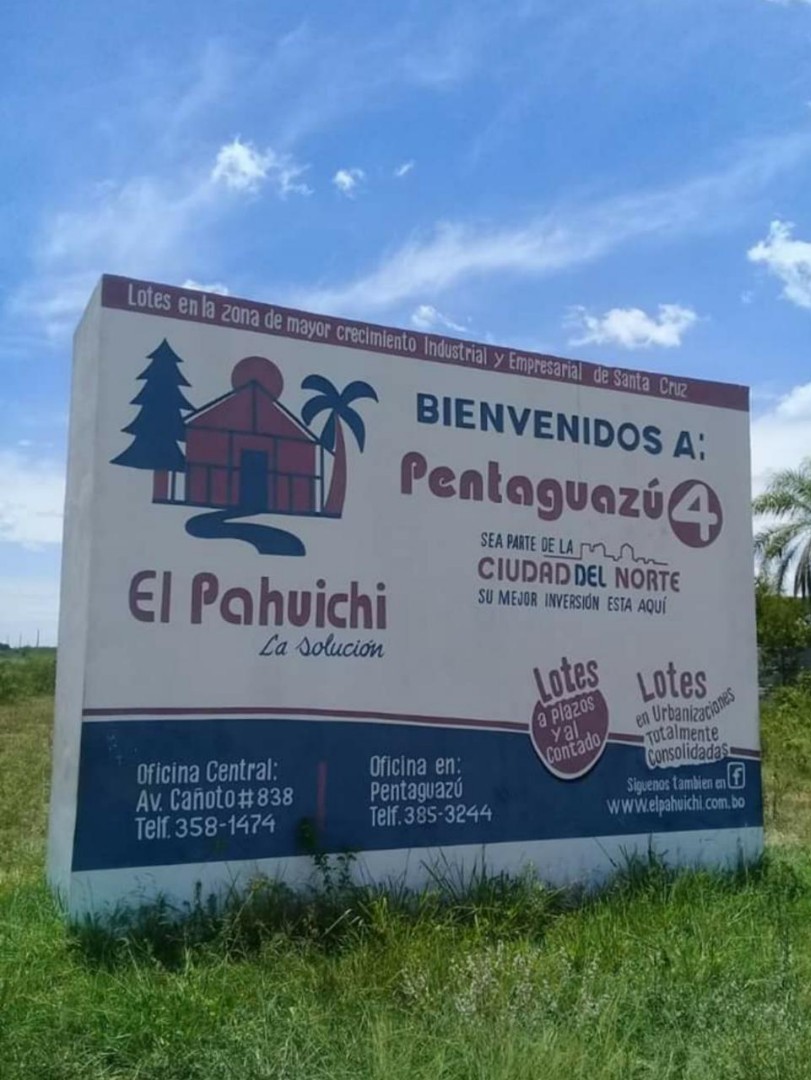 Lotes en la zona de mayor crecimiento Industrial y Empresarial de Santa Cruz
BIENVENIDOS A:
Pentaguazú 4
SEA PARTE DE LA
CIUDAD DEL NORTE
SU MEJOR INVERSIÓN ESTA AQUÍ
El Pahuichi
La solución
Lotes
a Plazos
y al
Contado
Lotes
en Urbanizaciones
Totalmente
Consolidadas
Oficina Central:
Av. Cañoto #838
Telf. 358-1474
Oficina en:
Pentaguazú
Telf. 385-3244
Siguenos tambien en f
www.elpahuichi.com.bo